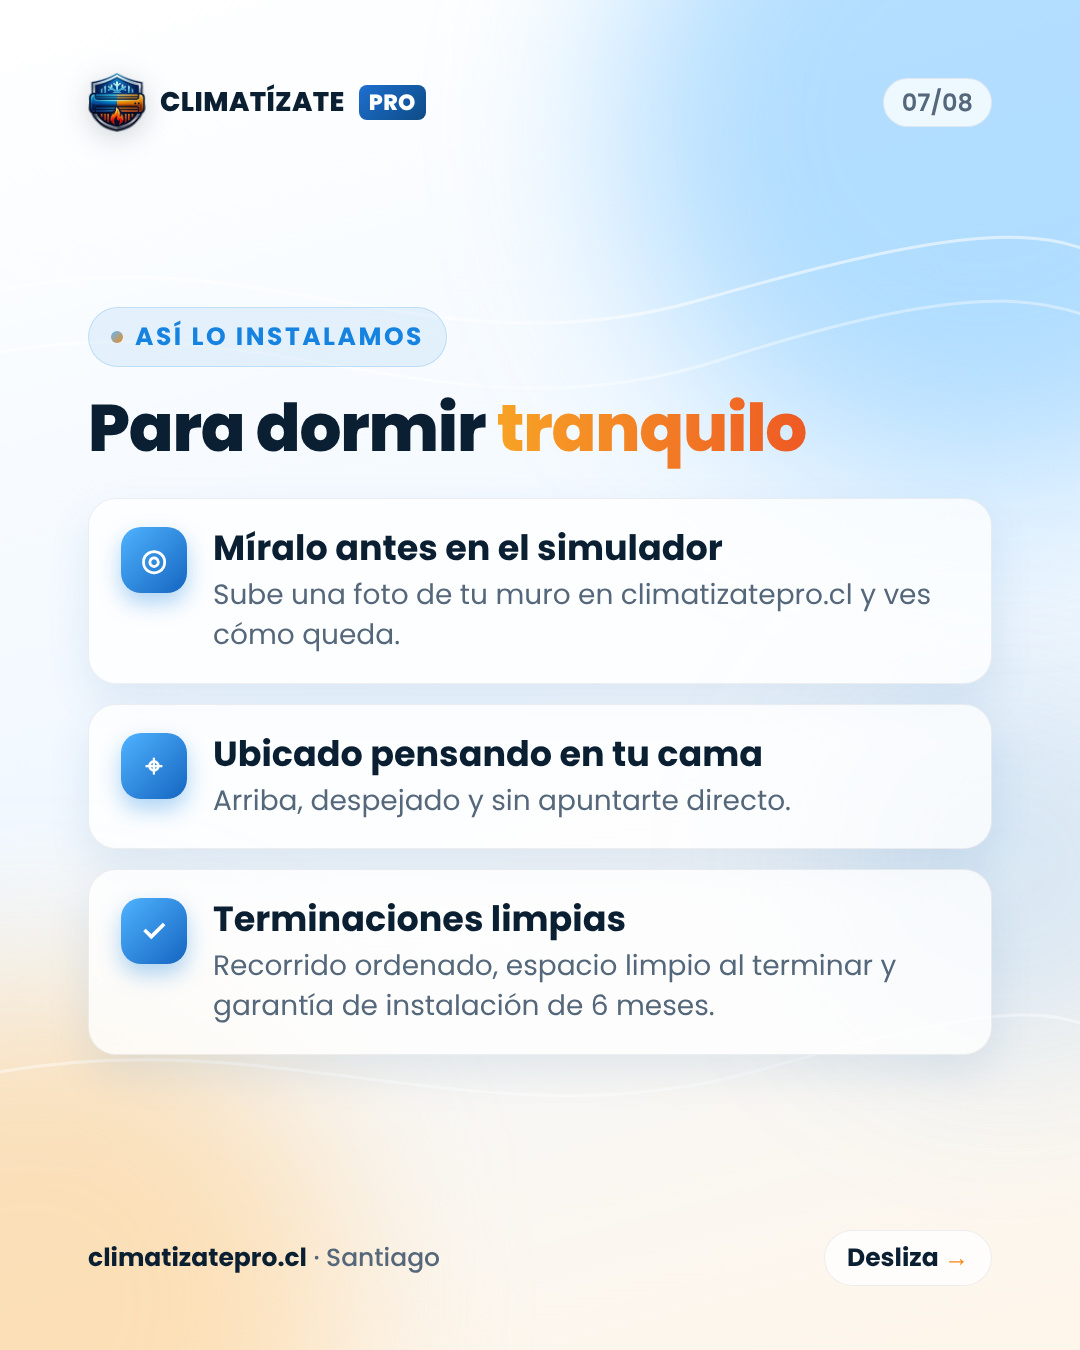 CLIMATÍZATE PRO
07/08
ASÍ LO INSTALAMOS
Para dormir tranquilo
Míralo antes en el simulador
Sube una foto de tu muro en climatizatepro.cl y ves
cómo queda.
Ubicado pensando en tu cama
Arriba, despejado y sin apuntarte directo.
Terminaciones limpias
Recorrido ordenado, espacio limpio al terminar y
garantía de instalación de 6 meses.
climatizatepro.cl · Santiago
Desliza →